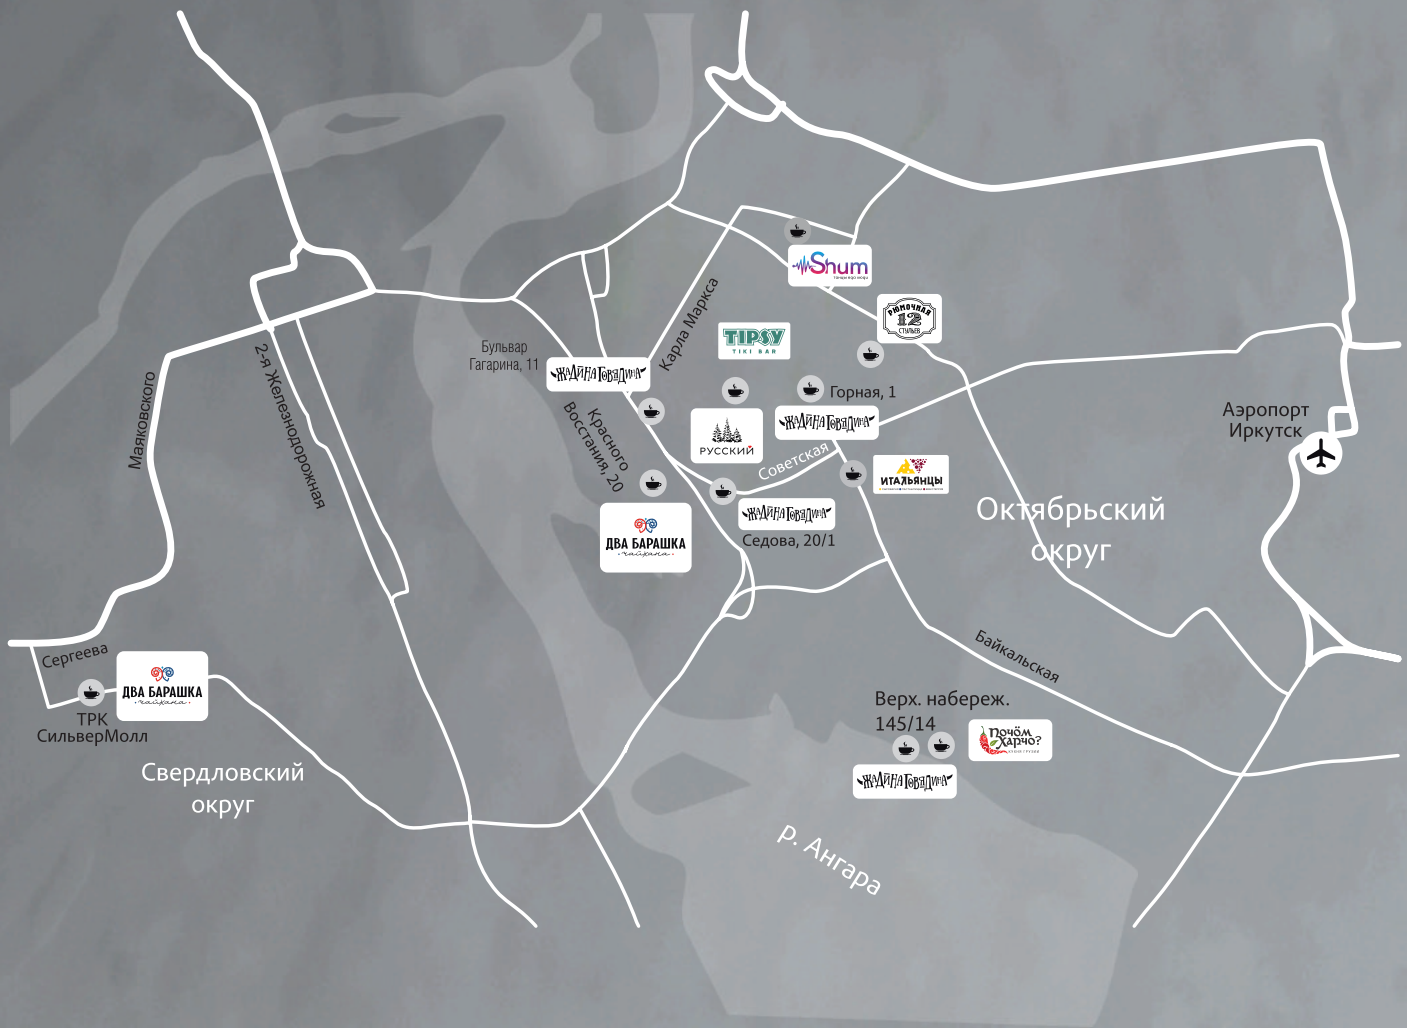 Shum
РЮМОЧНАЯ
12
СТУЛЬЕВ
Карла Маркса
TIPSY
TIKI BAR
Бульвар
Гагарина, 11
ЖАДИНА ГОВЯДИНА
Горная, 1
ЖАДИНА ГОВЯДИНА
РУССКИЙ
Аэропорт
Иркутск
Маяковского
2-я Железнодорожная
Красного
Восстания, 20
Советская
ИТАЛЬЯНЦЫ
ЖАДИНА ГОВЯДИНА
Седова, 20/1
ДВА БАРАШКА
чайхана
Октябрьский
округ
Байкальская
Сергеева
ДВА БАРАШКА
чайхана
ТРК
СильверМолл
Свердловский
округ
Верх. набереж.
145/14
Почём
Харчо?
КУХНЯ ГРУЗИИ
ЖАДИНА ГОВЯДИНА
р. Ангара